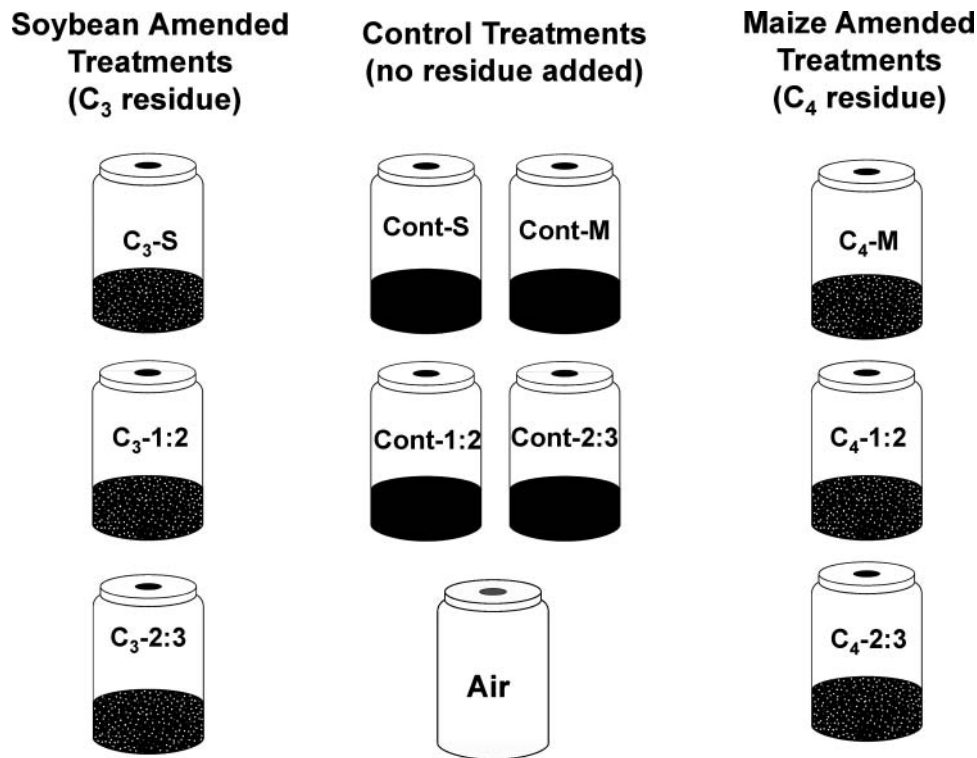 Soybean Amended
Treatments
(C₃ residue)
Control Treatments
(no residue added)
Maize Amended
Treatments
(C₄ residue)
C₃-S
Cont-S
Cont-M
C₄-M
C₃-1:2
Cont-1:2
Cont-2:3
C₄-1:2
C₃-2:3
Air
C₄-2:3